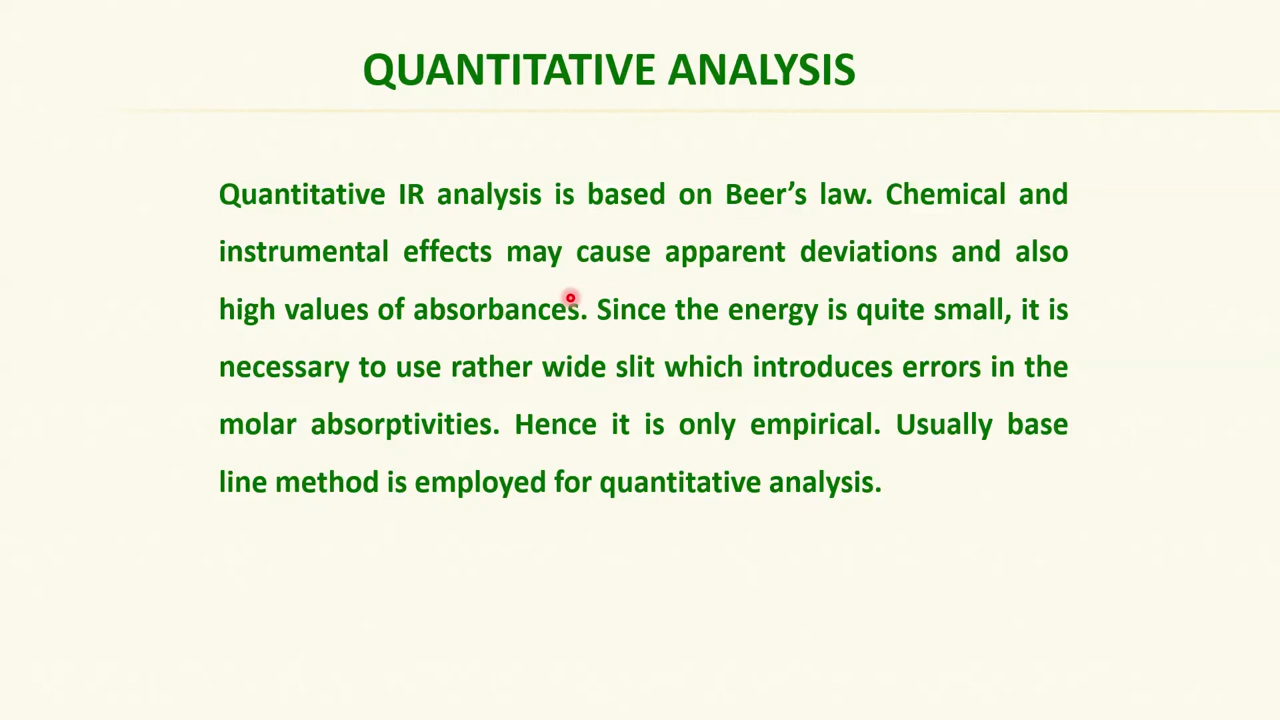 QUANTITATIVE ANALYSIS
Quantitative IR analysis is based on Beer’s law. Chemical and
instrumental effects may cause apparent deviations and also
high values of absorbances. Since the energy is quite small, it is
necessary to use rather wide slit which introduces errors in the
molar absorptivities. Hence it is only empirical. Usually base
line method is employed for quantitative analysis.